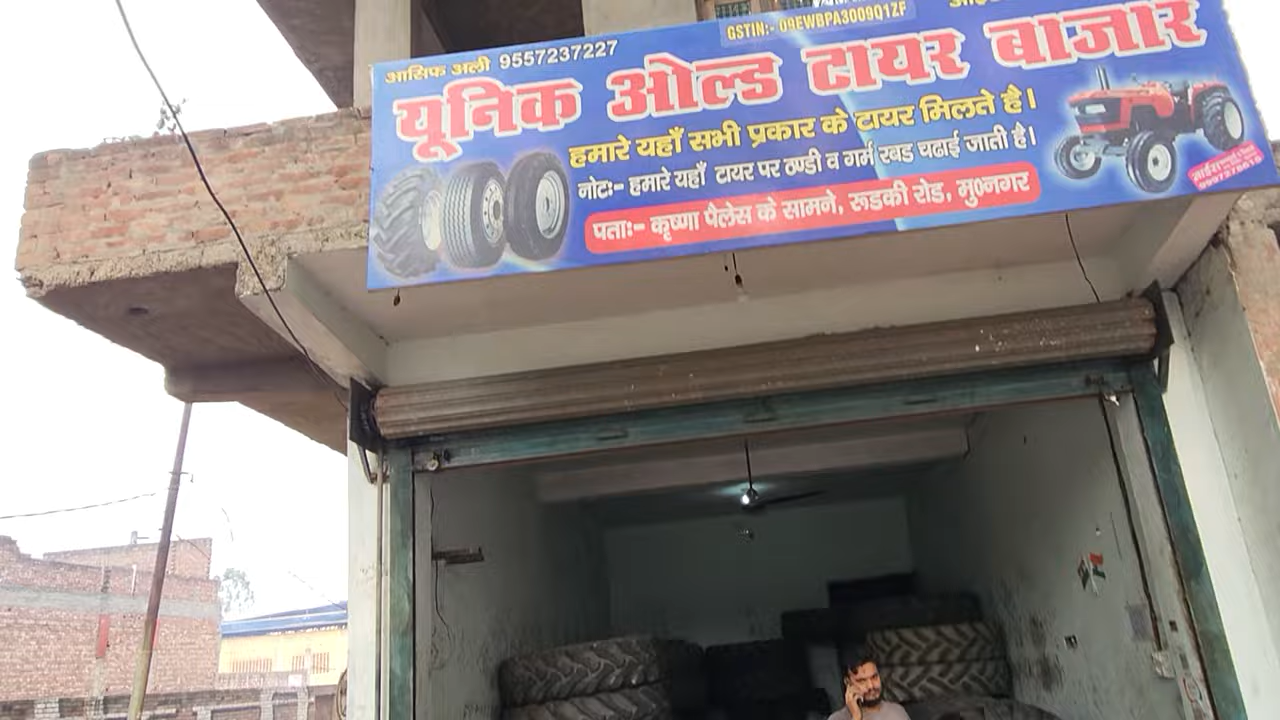 GSTIN:- 09EWBPA3009Q1ZF
आसिफ अली 9557237227
यूनिक ओल्ड टायर बाजार
हमारे यहाँ सभी प्रकार के टायर मिलते है।
नोटः- हमारे यहाँ टायर पर ठण्डी व गर्म रबड चढाई जाती है।
पताः- कृष्णा पैलेस के सामने, रूडकी रोड, मु०नगर